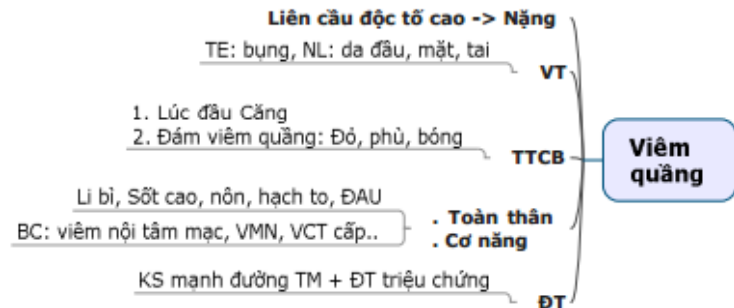 Liên cầu độc tố cao -> Nặng
TE: bụng, NL: da đầu, mặt, tai
VT
1. Lúc đầu Căng
2. Đám viêm quầng: Đỏ, phù, bóng
TTCB
Viêm
quầng
Li bì, Sốt cao, nôn, hạch to, ĐAU
BC: viêm nội tâm mạc, VMN, VCT cấp..
. Toàn thân
. Cơ năng
KS mạnh đường TM + ĐT triệu chứng
ĐT